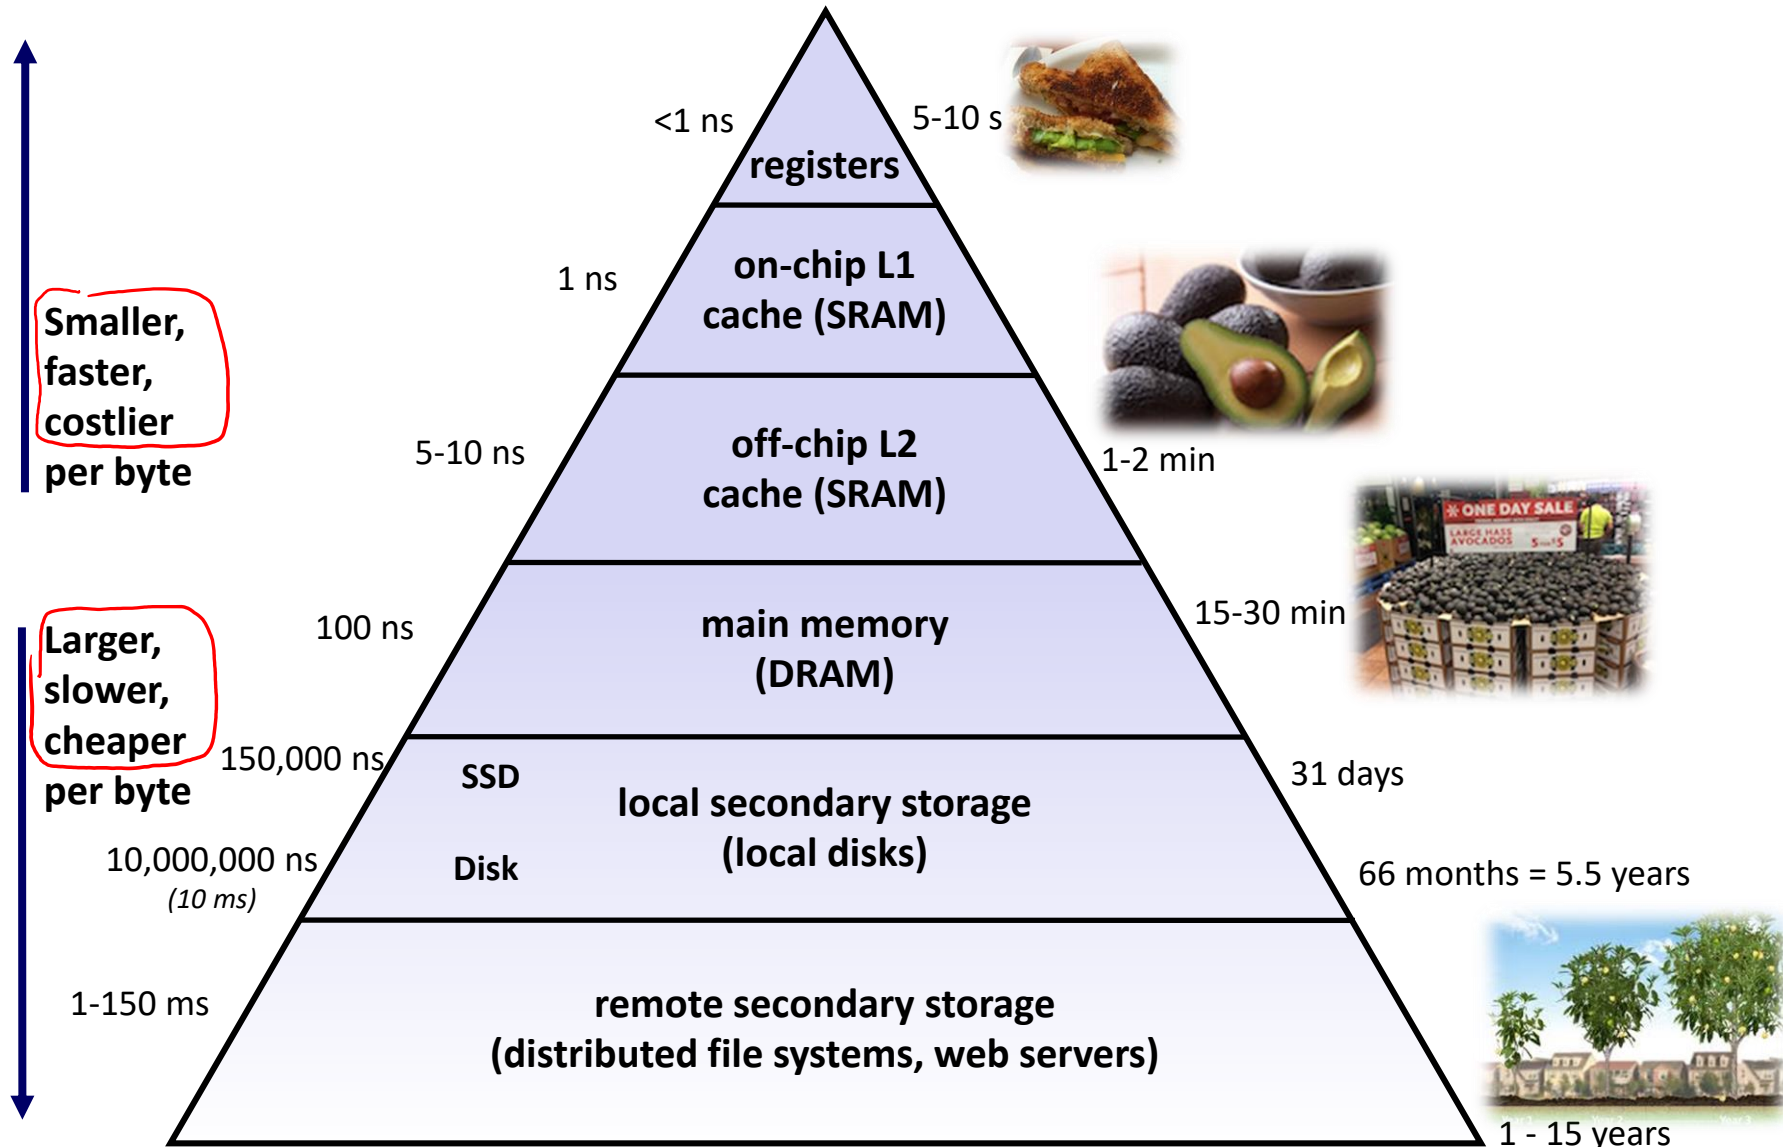 <1 ns
5-10 s
registers
1 ns
on-chip L1
cache (SRAM)
Smaller,
faster,
costlier
per byte
5-10 ns
off-chip L2
cache (SRAM)
1-2 min
ONE DAY SALE
LARGE HASS
AVOCADOS
100 ns
main memory
(DRAM)
15-30 min
Larger,
slower,
cheaper
per byte
150,000 ns
SSD
local secondary storage
(local disks)
31 days
10,000,000 ns
(10 ms)
Disk
66 months = 5.5 years
1-150 ms
remote secondary storage
(distributed file systems, web servers)
1 - 15 years